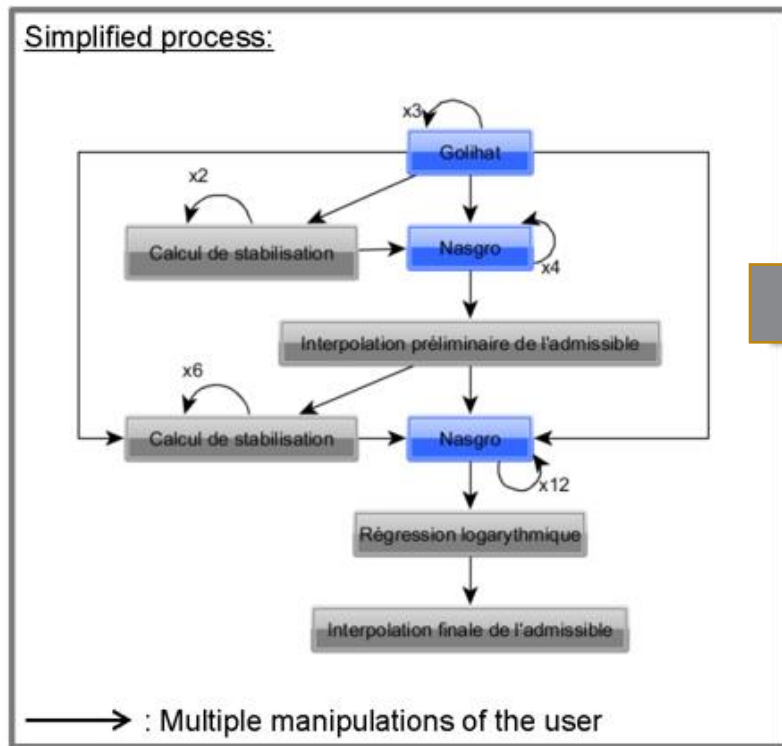 Simplified process:
x3
Golihat
x2
Calcul de stabilisation
Nasgro
x4
Interpolation préliminaire de l'admissible
x6
Calcul de stabilisation
Nasgro
x12
Régression logarythmique
Interpolation finale de l'admissible
: Multiple manipulations of the user